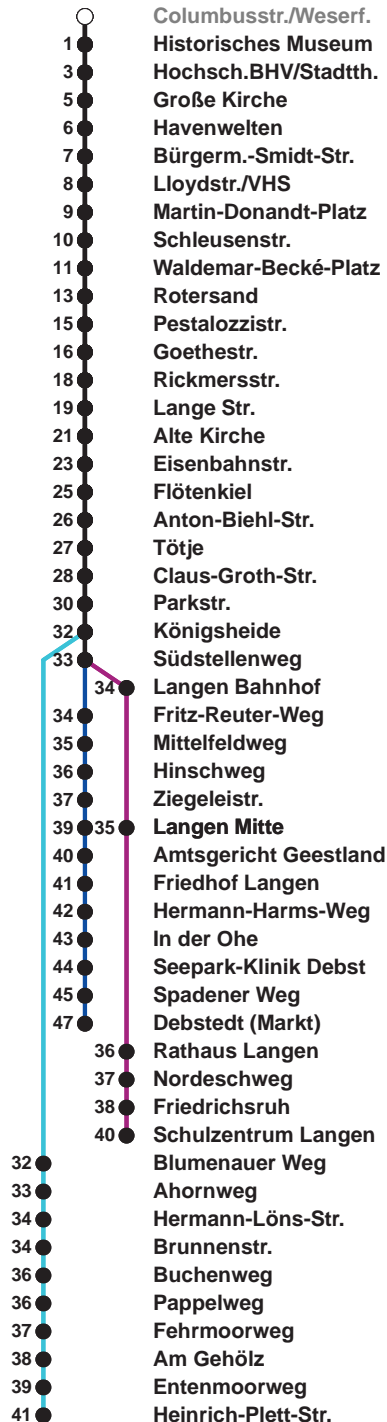 Columbusstr./Weserf.
1 Historisches Museum
3 Hochsch.BHV/Stadtth.
5 Große Kirche
6 Havenwelten
7 Bürgerm.-Smidt-Str.
8 Lloydstr./VHS
9 Martin-Donandt-Platz
10 Schleusenstr.
11 Waldemar-Becké-Platz
13 Rotersand
15 Pestalozzistr.
16 Goethestr.
18 Rickmersstr.
19 Lange Str.
21 Alte Kirche
23 Eisenbahnstr.
25 Flötenkiel
26 Anton-Biehl-Str.
27 Tötje
28 Claus-Groth-Str.
30 Parkstr.
32 Königsheide
33 Südstellenweg
34 Langen Bahnhof
34 Fritz-Reuter-Weg
35 Mittelfeldweg
36 Hinschweg
37 Ziegeleistr.
39 35 Langen Mitte
40 Amtsgericht Geestland
41 Friedhof Langen
42 Hermann-Harms-Weg
43 In der Ohe
44 Seepark-Klinik Debst
45 Spadener Weg
47 Debstedt (Markt)
36 Rathaus Langen
37 Nordeschweg
38 Friedrichsruh
40 Schulzentrum Langen
32 Blumenauer Weg
33 Ahornweg
34 Hermann-Löns-Str.
34 Brunnenstr.
36 Buchenweg
36 Pappelweg
37 Fehrmoorweg
38 Am Gehölz
39 Entenmoorweg
41 Heinrich-Plett-Str.